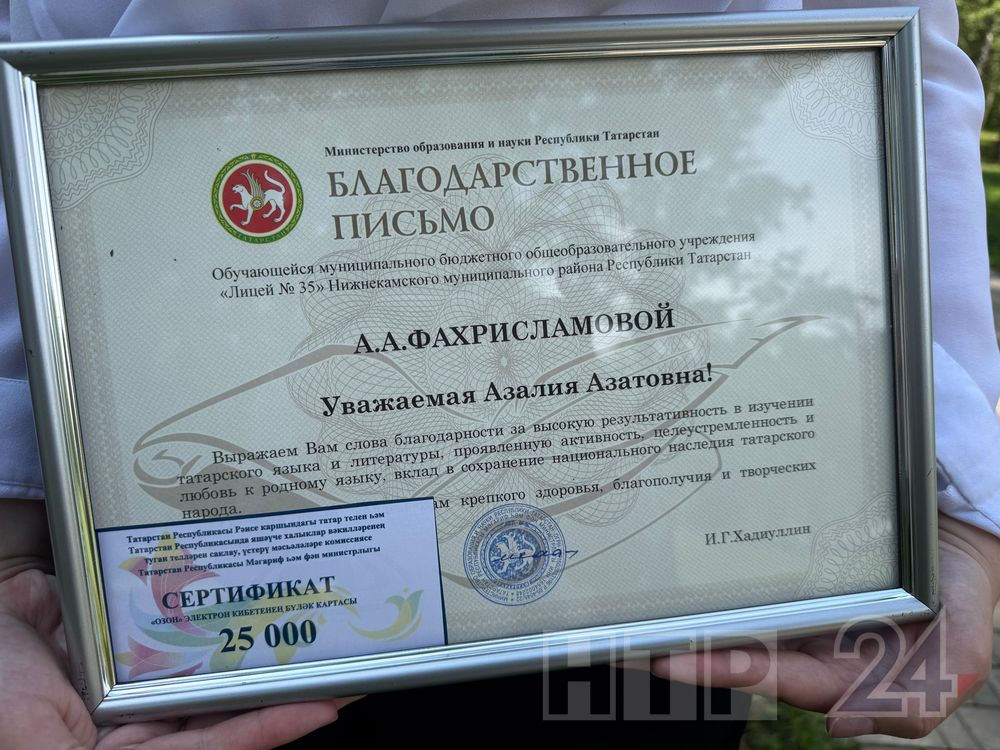 Министерство образования и науки Республики Татарстан
БЛАГОДАРСТВЕННОЕ
ПИСЬМО
ТАТАРСТАН
Обучающейся муниципального бюджетного общеобразовательного учреждения
«Лицей № 35» Нижнекамского муниципального района Республики Татарстан
А.А.ФАХРИСЛАМОВОЙ
Уважаемая Азалия Азатовна!
Выражаем Вам слова благодарности за высокую результативность в изучении
татарского языка и литературы, проявленную активность, целеустремленность и
любовь к родному языку, вклад в сохранение национального наследия татарского
народа.
крепкого здоровья, благополучия и творческих
И.Г.Хадиуллин
Татарстан Республикасы Рәисе каршындагы татар телен һәм
Татарстан Республикасында яшәүче халыклар вәкилләренең
туган телләрен саклау, үстерү мәсьәләләре комиссиясе
Татарстан Республикасы Мәгариф һәм фән министрлыгы
СЕРТИФИКАТ
«ОЗОН» ЭЛЕКТРОН КИБЕТЕНЕҢ БҮЛӘК КАРТАСЫ
25 000
НТР 24